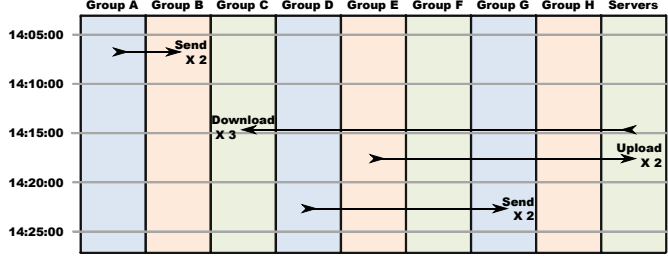 Group A Group B Group C Group D Group E Group F Group G Group H Servers
14:05:00
Send
X 2
14:10:00
Download
14:15:00
X 3
Upload
X 2
14:20:00
Send
X 2
14:25:00